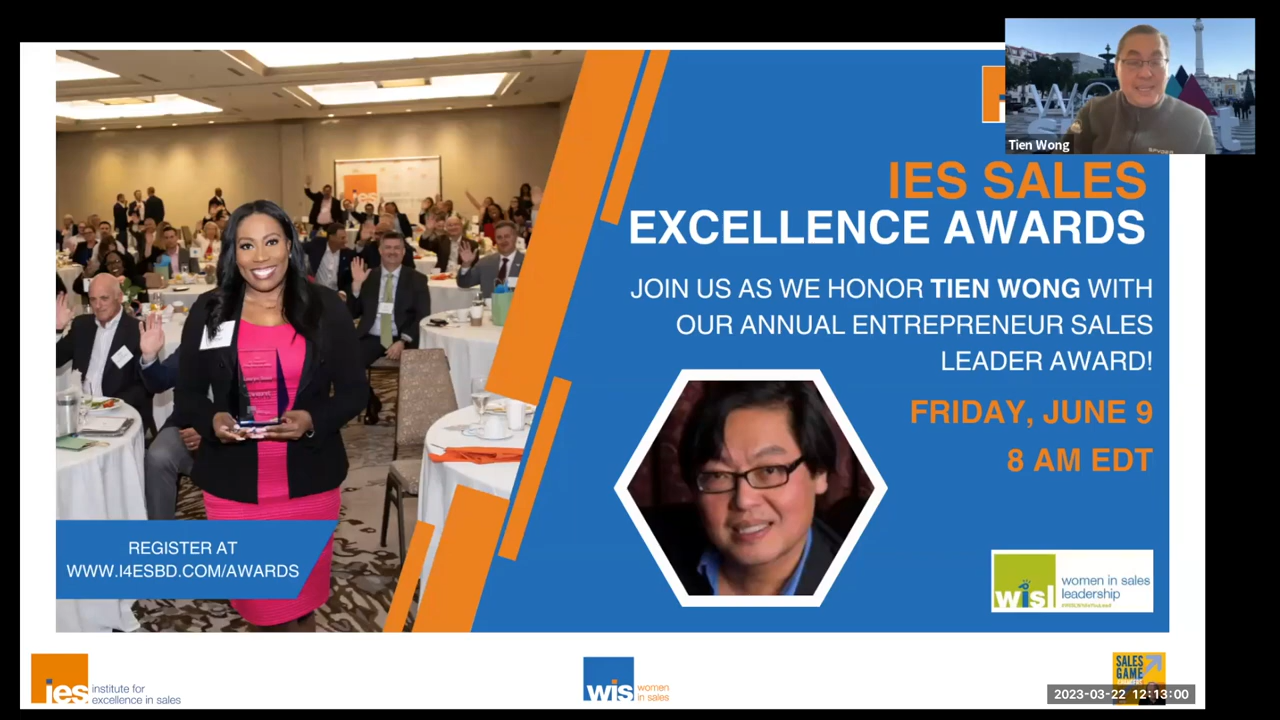 Tien Wong
IES SALES
EXCELLENCE AWARDS
JOIN US AS WE HONOR TIEN WONG WITH
OUR ANNUAL ENTREPRENEUR SALES
LEADER AWARD!
FRIDAY, JUNE 9
8 AM EDT
REGISTER AT
WWW.I4ESBD.COM/AWARDS
wisl
women in sales
leadership
ies
institute for
excellence in sales
wis
women
in sales
SALES
GAME
2023-03-22 12:13:00